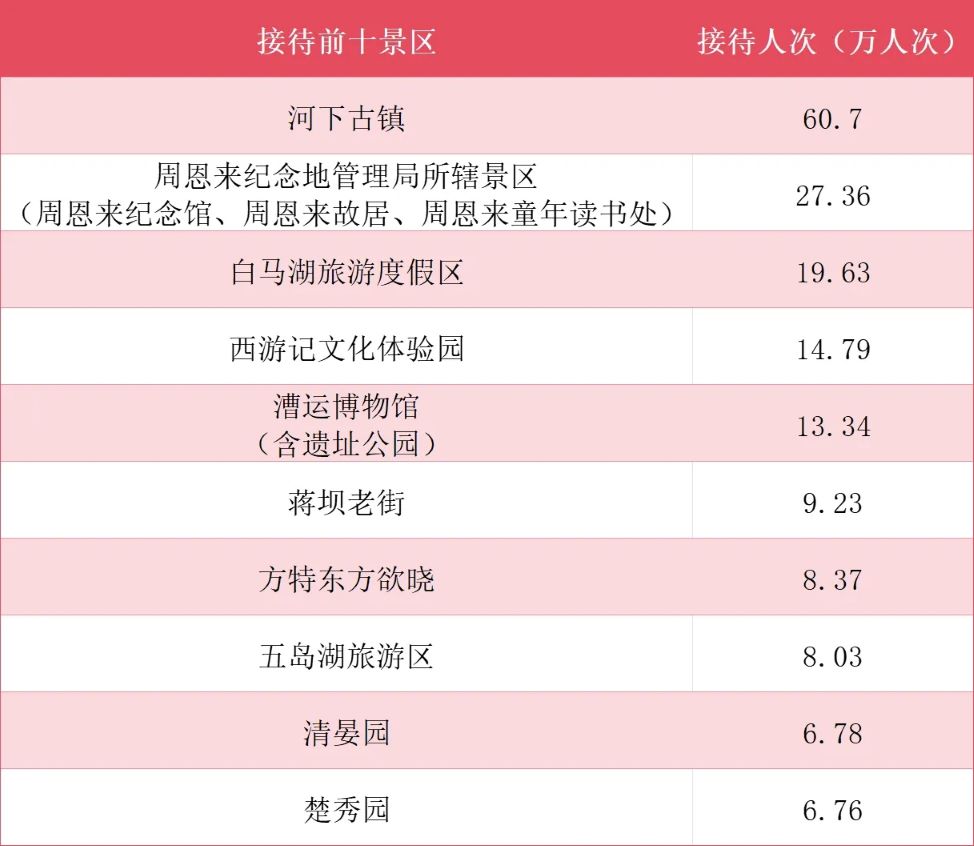 接待前十景区 接待人次（万人次）
河下古镇 60.7
周恩来纪念地管理局所辖景区
（周恩来纪念馆、周恩来故居、周恩来童年读书处） 27.36
白马湖旅游度假区 19.63
西游记文化体验园 14.79
漕运博物馆
（含遗址公园） 13.34
蒋坝老街 9.23
方特东方欲晓 8.37
五岛湖旅游区 8.03
清晏园 6.78
楚秀园 6.76